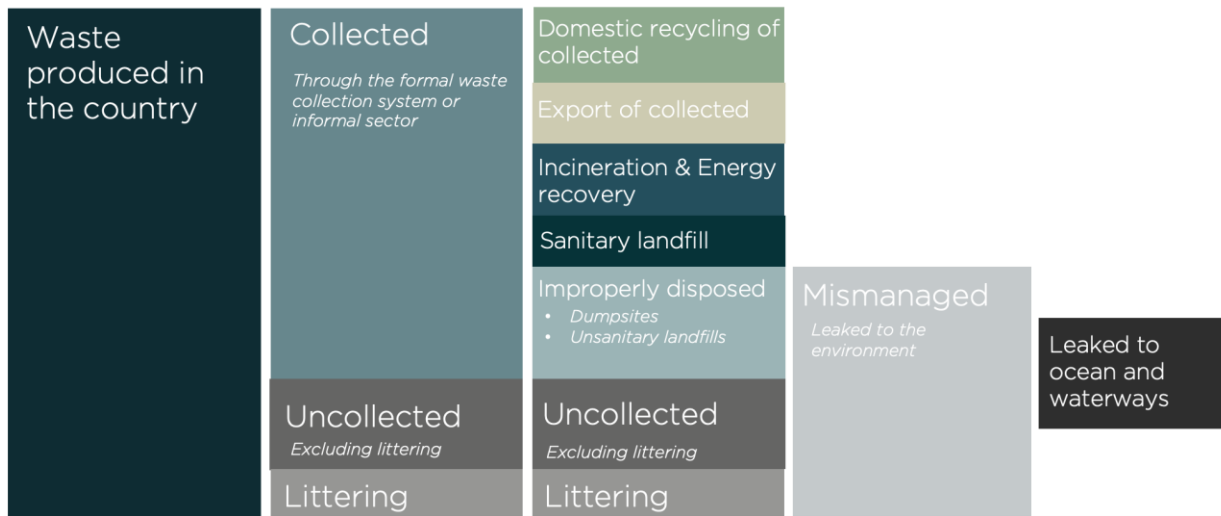 Waste
produced in
the country
Collected
Through the formal waste
collection system or
informal sector
Uncollected
Excluding littering
Littering
Domestic recycling of
collected
Export of collected
Incineration & Energy
recovery
Sanitary landfill
Improperly disposed
• Dumpsites
• Unsanitary landfills
Uncollected
Excluding littering
Littering
Mismanaged
Leaked to the
environment
Leaked to
ocean and
waterways